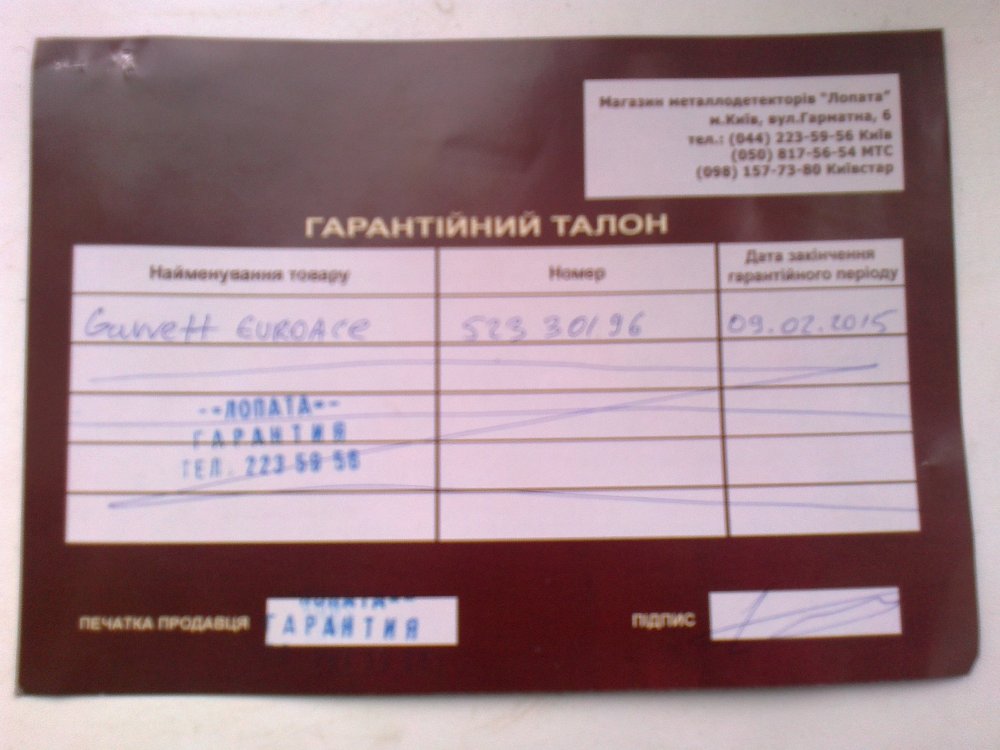 Магазин металлодетекторів "Лопата"
м.Київ, вул.Гарматна, 6
тел.: (044) 223-59-56 Київ
(050) 817-56-54 МТС
(098) 157-73-80 Київстар
ГАРАНТІЙНИЙ ТАЛОН
Найменування товару
Номер
Дата закінчення
гарантійного періоду
Garrett EUROACE
523 30196
09.02.2015
--ЛОПАТА--
ГАРАНТИЯ
ТЕЛ. 223 59 56
ПЕЧАТКА ПРОДАВЦЯ
ЛОПАТА--
ГАРАНТИЯ
ПІДПИС